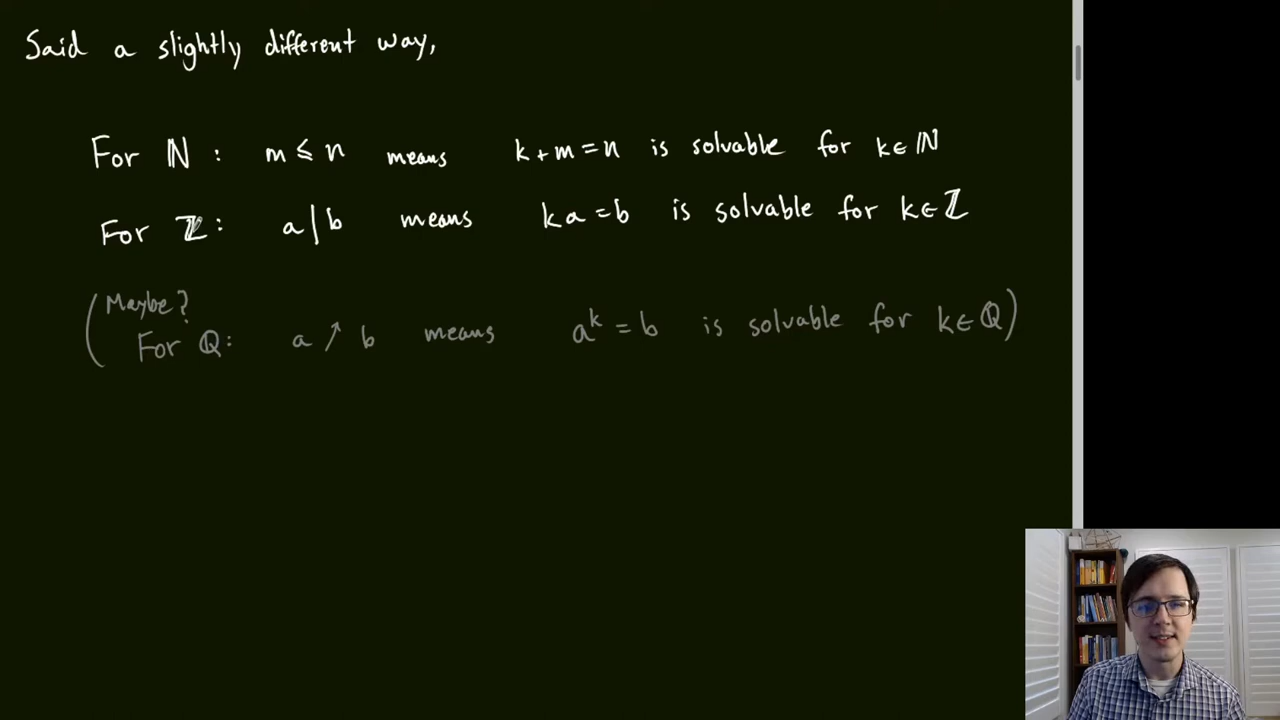 Said a slightly different way,
For ℕ : m ≤ n means k+m=n is solvable for k∈ℕ
For ℤ : a|b means ka=b is solvable for k∈ℤ
(Maybe?
For ℚ: a ↗ b means a^k = b is solvable for k∈ℚ)